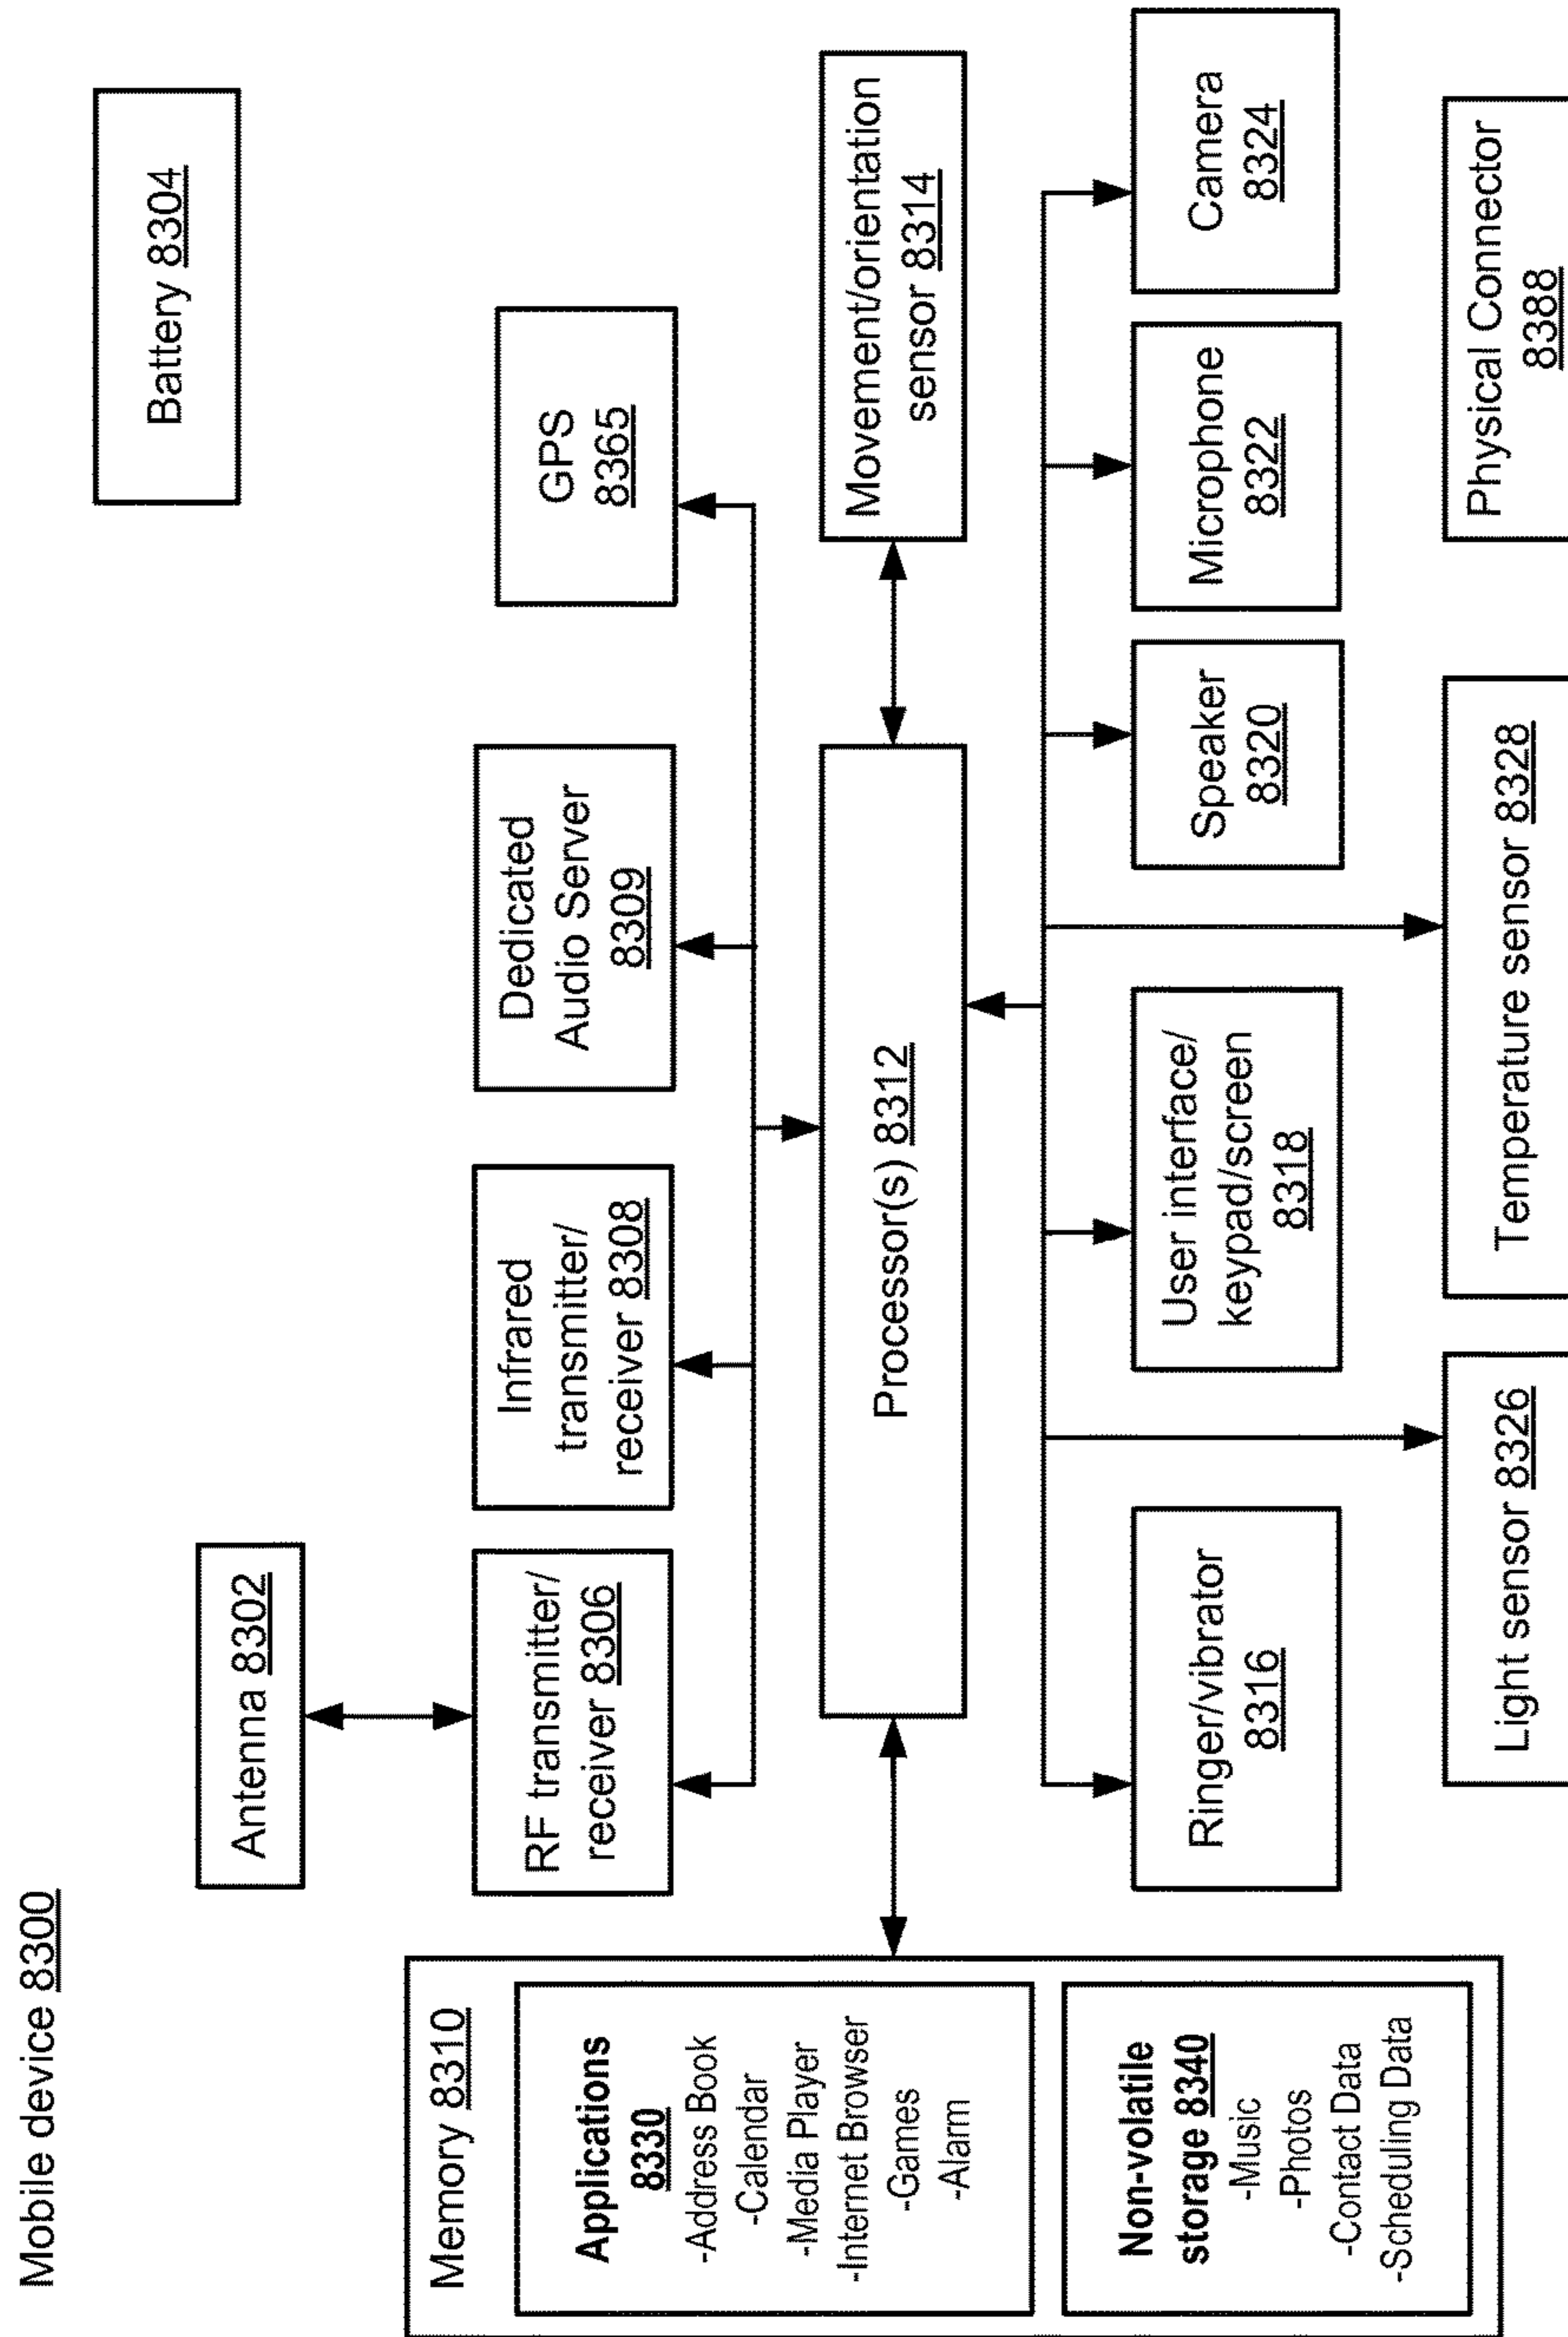 Mobile device 8300
Antenna 8302
Battery 8304
RF transmitter/
receiver 8306
Infrared
transmitter/
receiver 8308
Dedicated
Audio Server
8309
GPS
8365
Memory 8310
Applications
8330
-Address Book
-Calendar
-Media Player
-Internet Browser
-Games
-Alarm
Non-volatile
storage 8340
-Music
-Photos
-Contact Data
-Scheduling Data
Processor(s) 8312
Movement/orientation
sensor 8314
Ringer/vibrator
8316
User interface/
keypad/screen
8318
Speaker
8320
Microphone
8322
Camera
8324
Light sensor 8326
Temperature sensor 8328
Physical Connector
8388